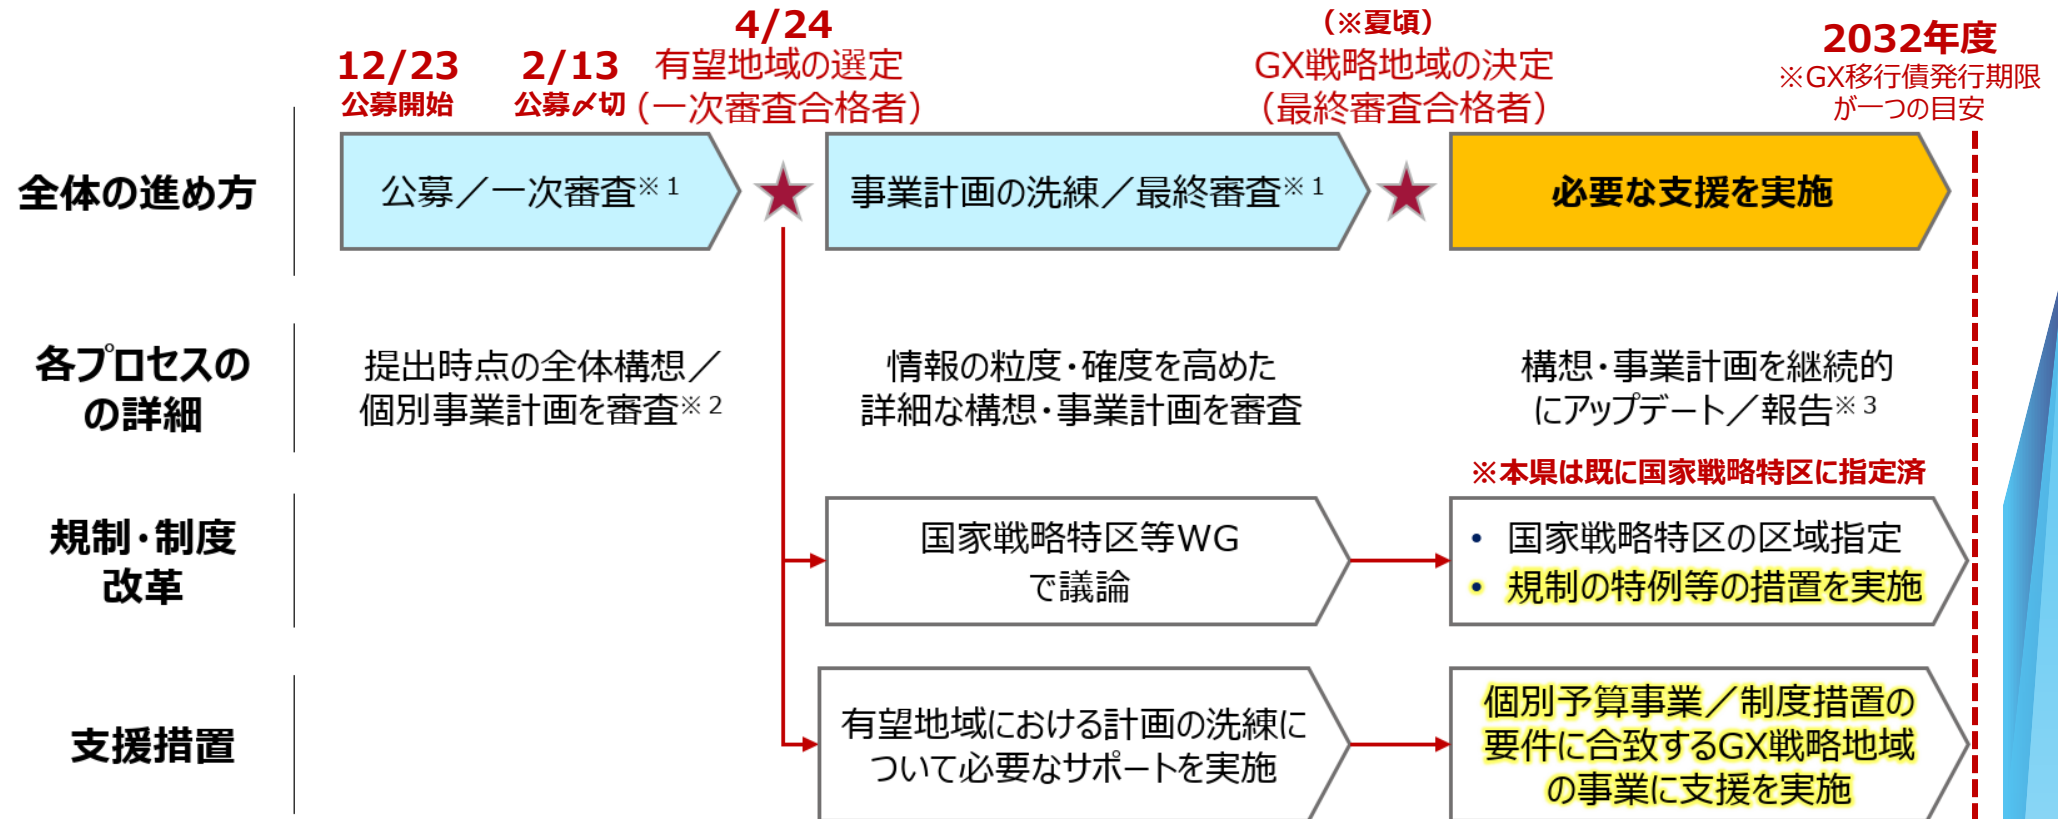 12/23
公募開始
2/13
公募〆切
4/24
有望地域の選定
（一次審査合格者）
（※夏頃）
GX戦略地域の決定
（最終審査合格者）
2032年度
※GX移行債発行期限
が一つの目安
全体の進め方
公募／一次審査※1
事業計画の洗練／最終審査※1
必要な支援を実施
各プロセスの
の詳細
提出時点の全体構想／
個別事業計画を審査※2
情報の粒度・確度を高めた
詳細な構想・事業計画を審査
構想・事業計画を継続的
にアップデート／報告※3
※本県は既に国家戦略特区に指定済
規制・制度
改革
国家戦略特区等WG
で議論
• 国家戦略特区の区域指定
• 規制の特例等の措置を実施
支援措置
有望地域における計画の洗練に
ついて必要なサポートを実施
個別予算事業／制度措置の
要件に合致するGX戦略地域
の事業に支援を実施